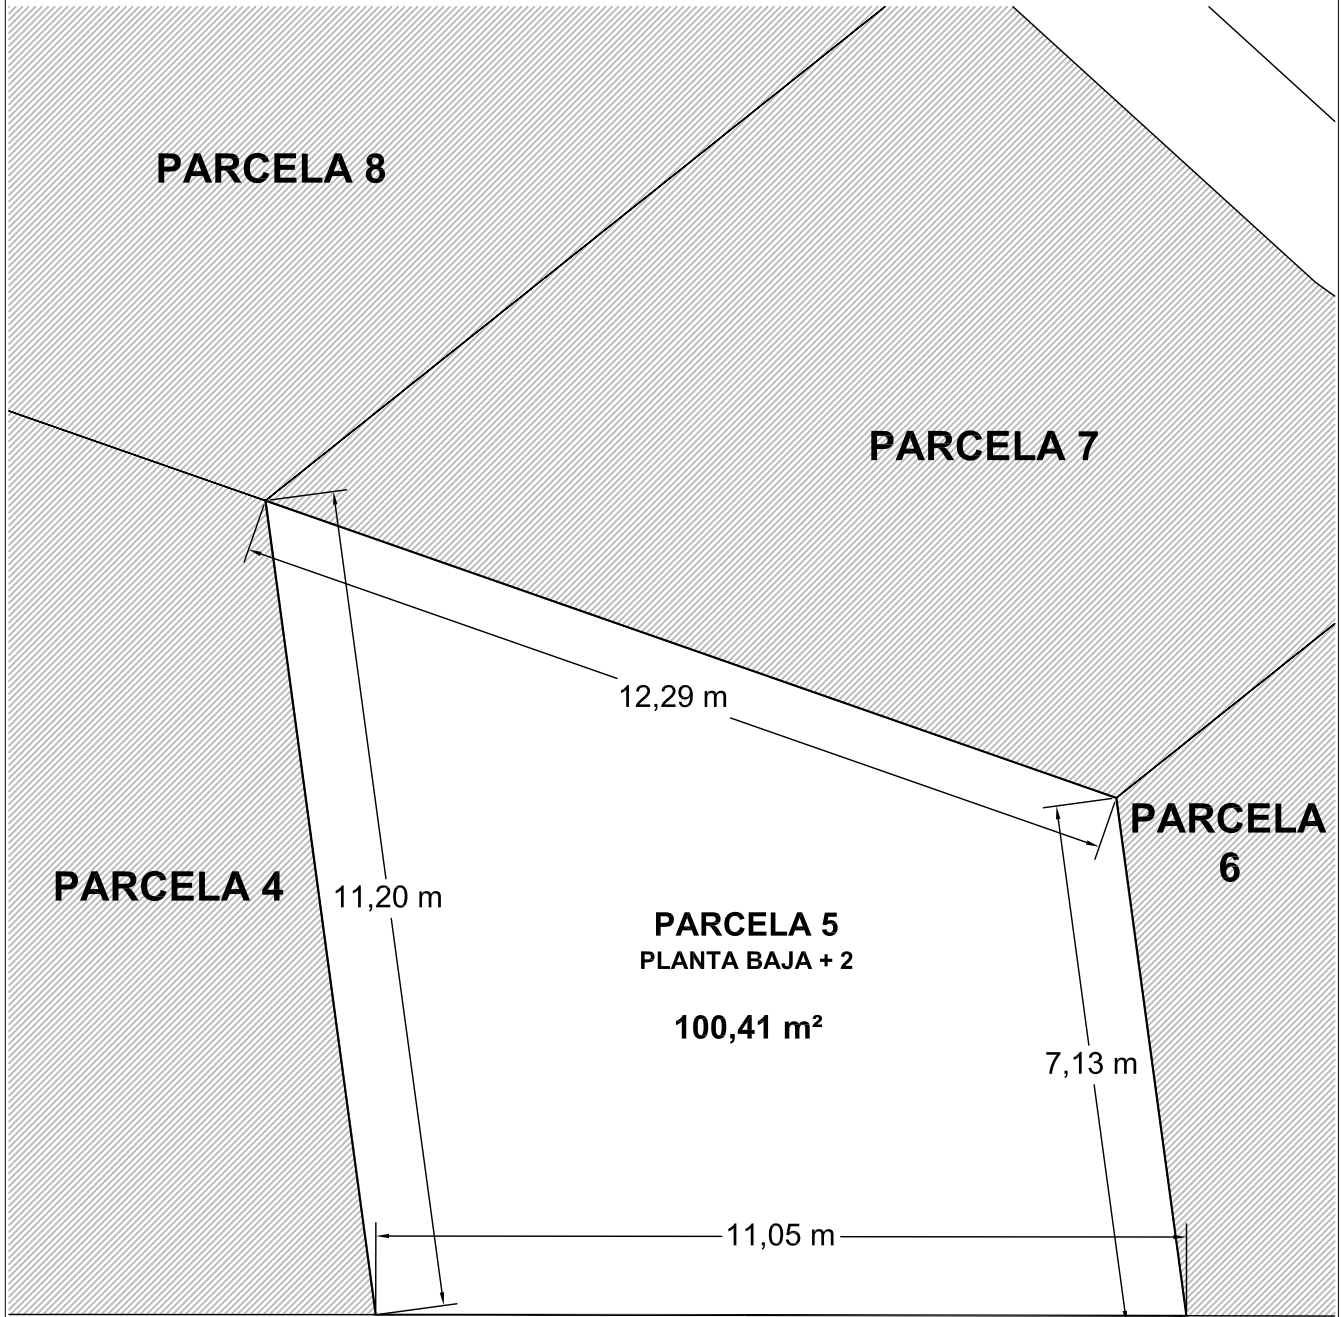 PARCELA 8
PARCELA 7
12,29 m
PARCELA
6
PARCELA 4
11,20 m
PARCELA 5
PLANTA BAJA + 2
100,41 m²
7,13 m
11,05 m